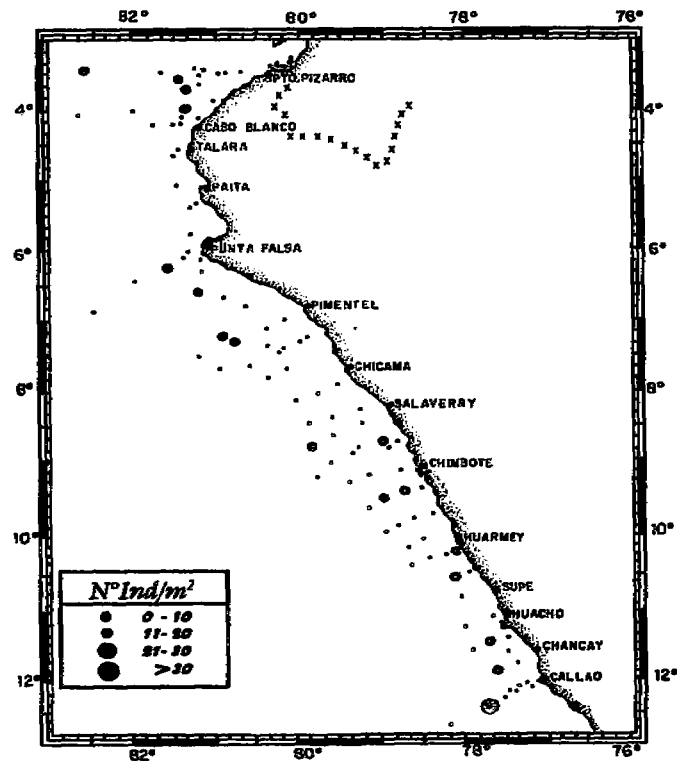 82° 80° 78° 76°
PTO. PIZARRO
4° 4°
CABO BLANCO
TALARA
PAITA
PUNTA FALSA
6° 6°
PIMENTEL
CHICAMA
8° 8°
SALAVERRY
CHIMBOTE
10° 10°
HUARMEY
SUPE
HUACHO
CHANCAY
CALLAO
12° 12°
N°Ind/m²
0 - 10
11- 20
21- 30
>30
82° 80° 78° 76°